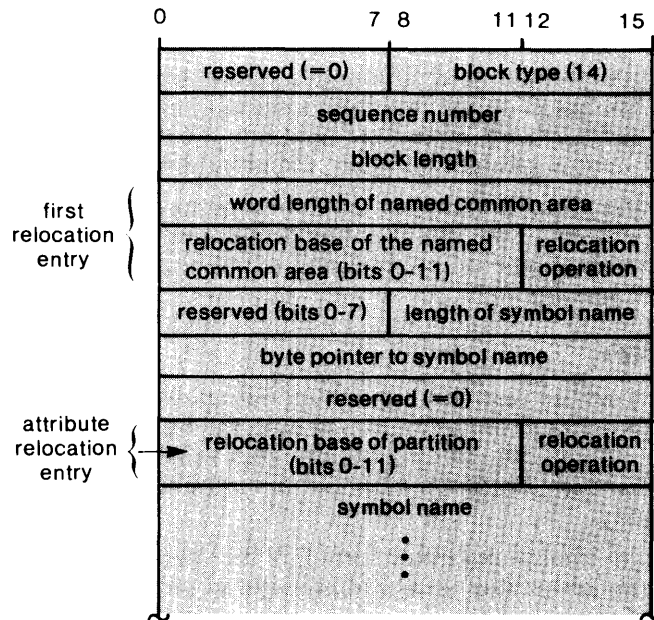 0 7 8 11 12 15
reserved (=0) block type (14)
sequence number
block length
word length of named common area
first
relocation
entry
relocation base of the named
common area (bits 0-11)
relocation
operation
reserved (bits 0-7) length of symbol name
byte pointer to symbol name
reserved (=0)
attribute
relocation
entry
relocation base of partition
(bits 0-11)
relocation
operation
symbol name